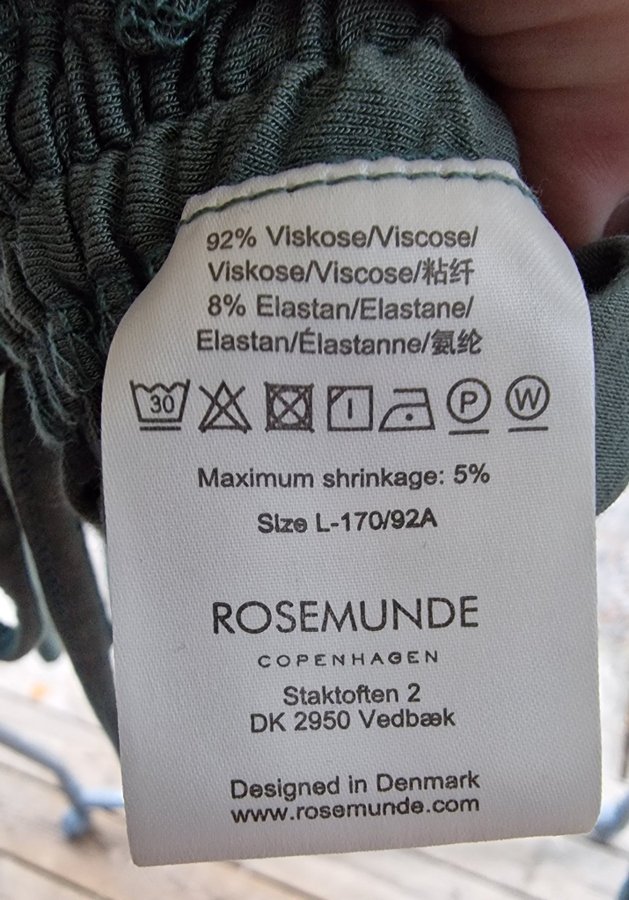 92% Viskose/Viscose/
Viskose/Viscose/粘纤
8% Elastan/Elastane/
Elastan/Élastanne/氨纶
30 P W
Maximum shrinkage: 5%
Size L-170/92A
ROSEMUNDE
COPENHAGEN
Staktoften 2
DK 2950 Vedbæk
Designed in Denmark
www.rosemunde.com